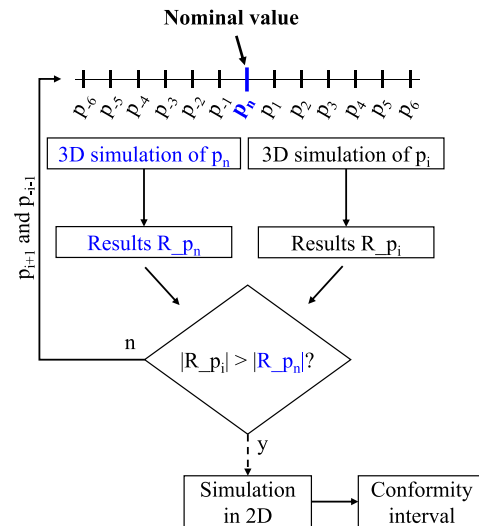 Nominal value
p-6 p-5 p-4 p-3 p-2 p-1 pn p1 p2 p3 p4 p5 p6
3D simulation of pn
3D simulation of pi
Results R_pn
Results R_pi
pi+1 and p-i-1
|R_pi| > |R_pn|?
n
y
Simulation
in 2D
Conformity
interval